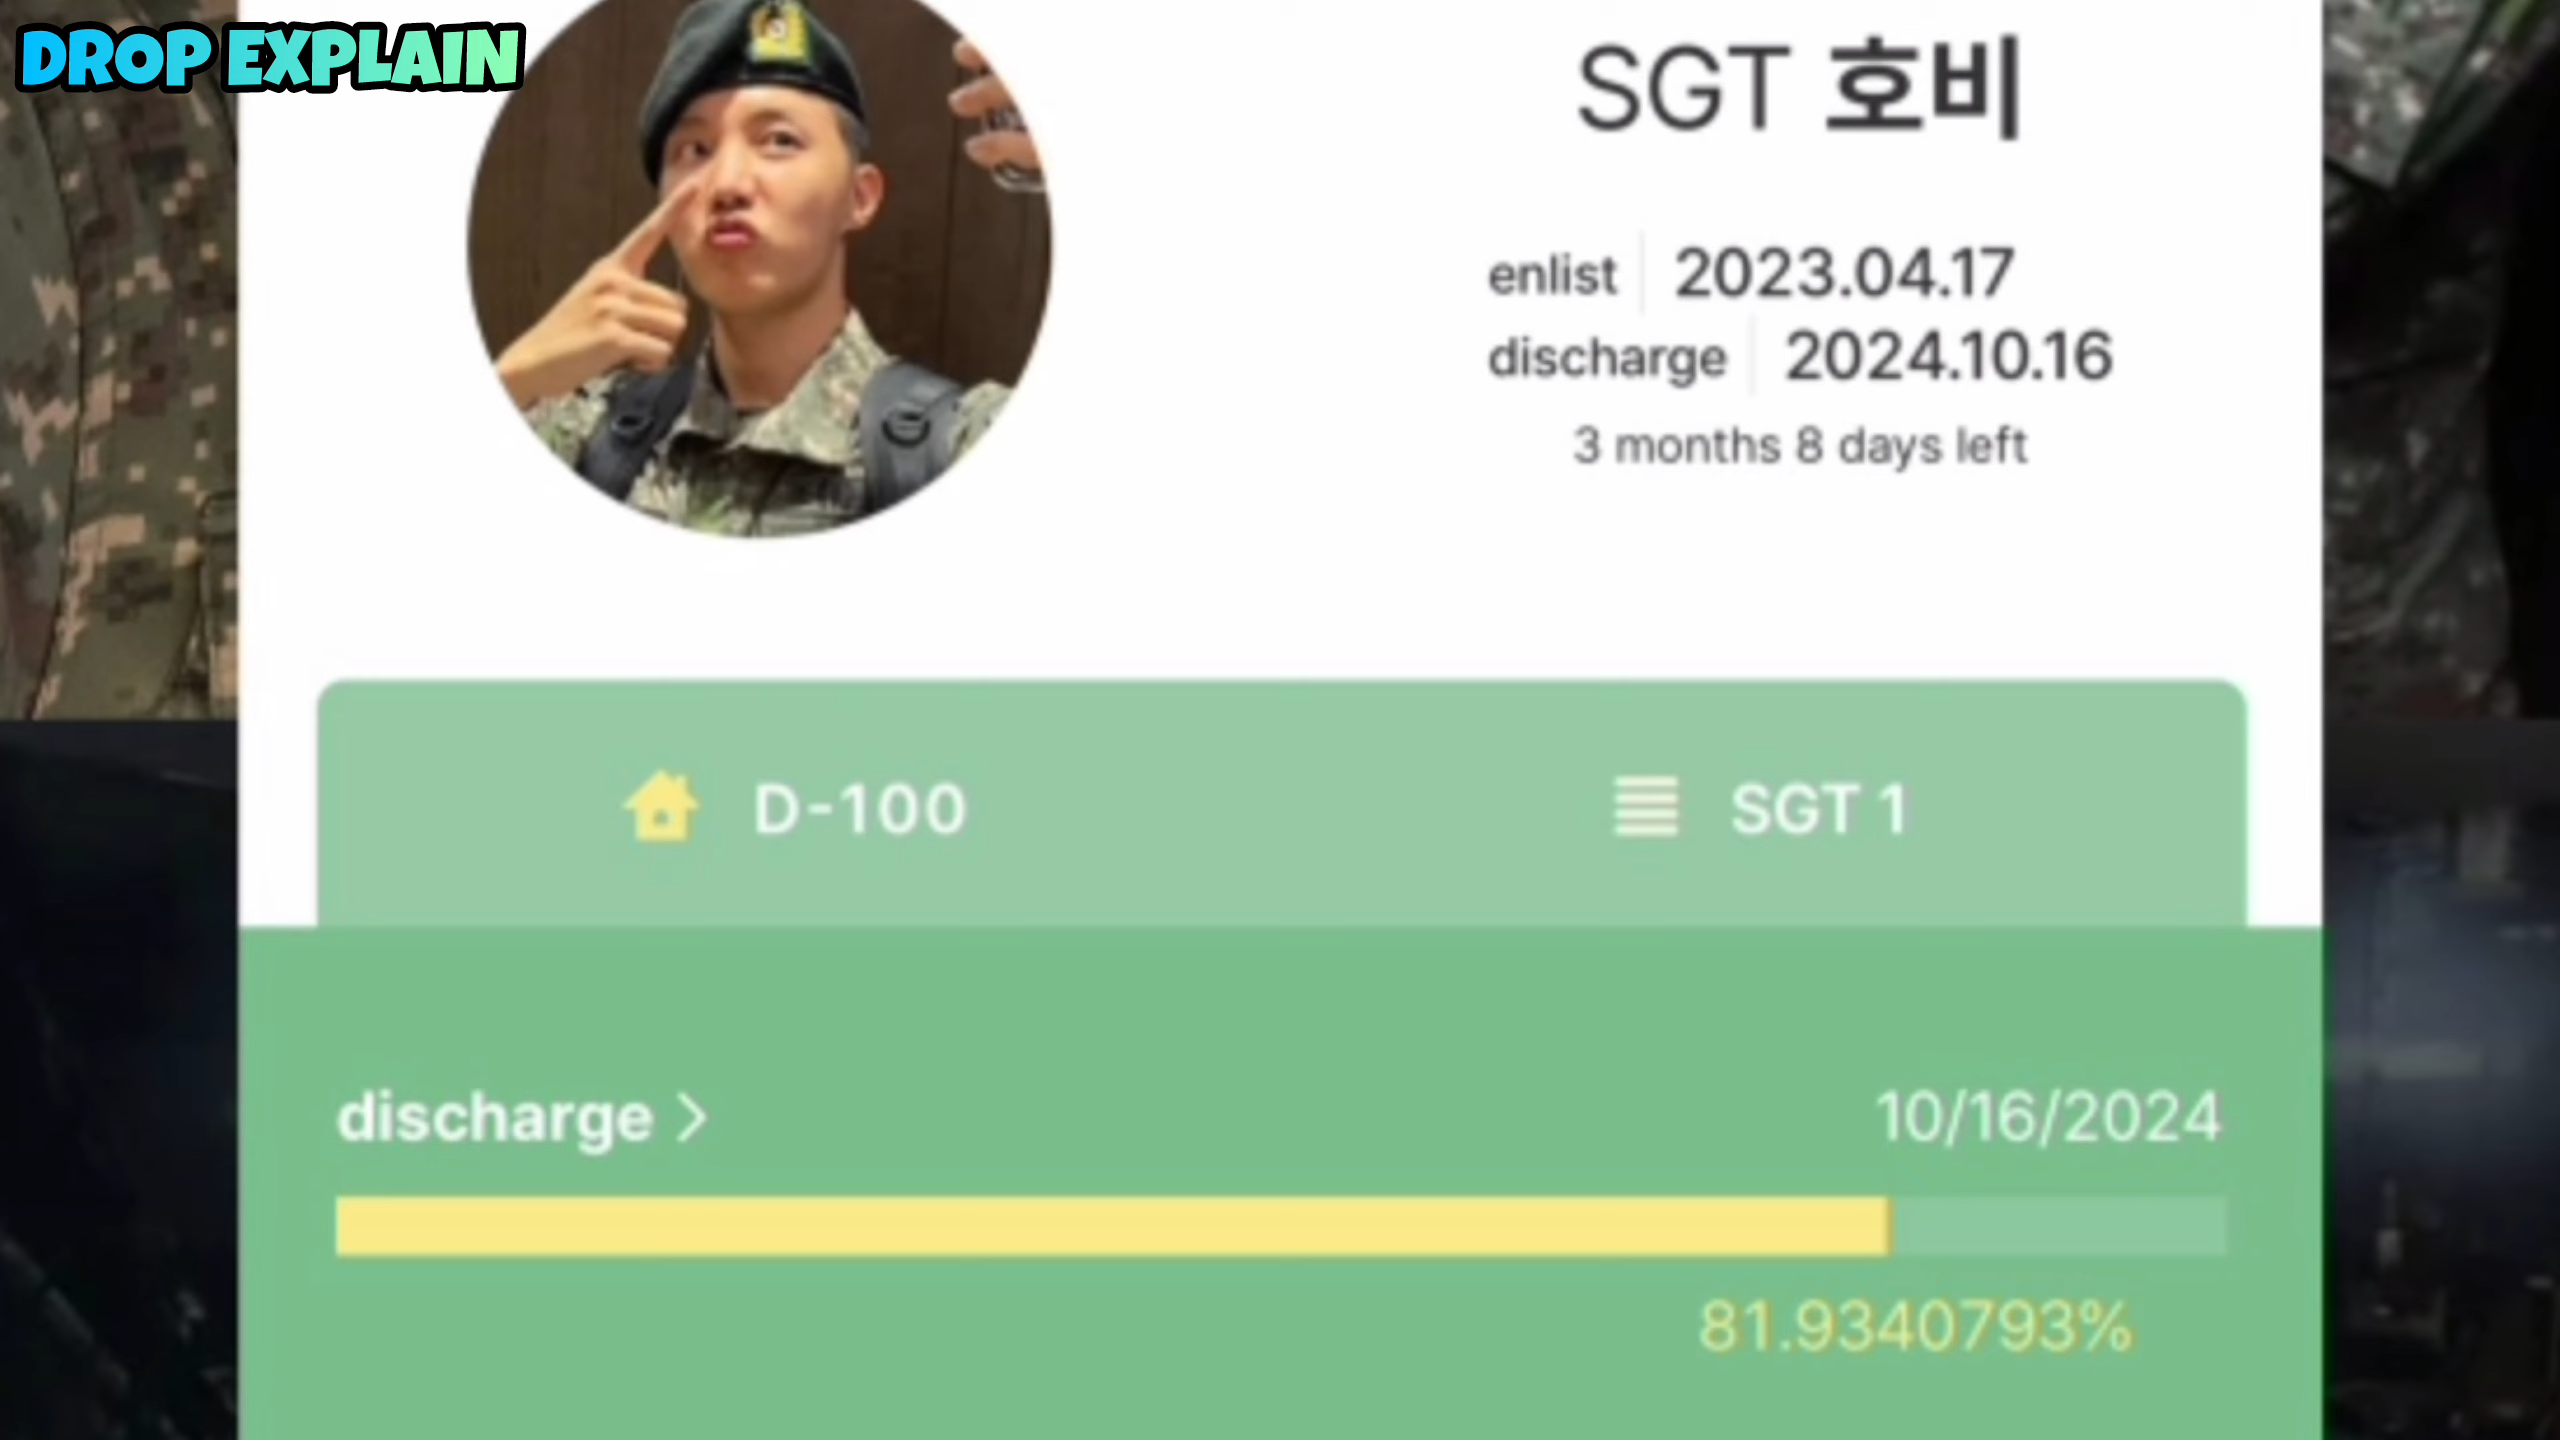 DROP EXPLAIN
SGT 호비
enlist 2023.04.17
discharge 2024.10.16
3 months 8 days left
D-100
SGT 1
discharge >
10/16/2024
81.9340793%